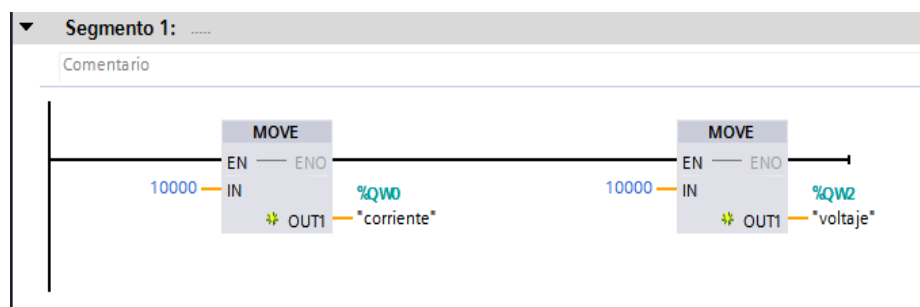 Segmento 1: .....
Comentario
MOVE MOVE
EN ENO EN ENO
10000 IN %QW0 10000 IN %QW2
OUT1 "corriente" OUT1 "voltaje"